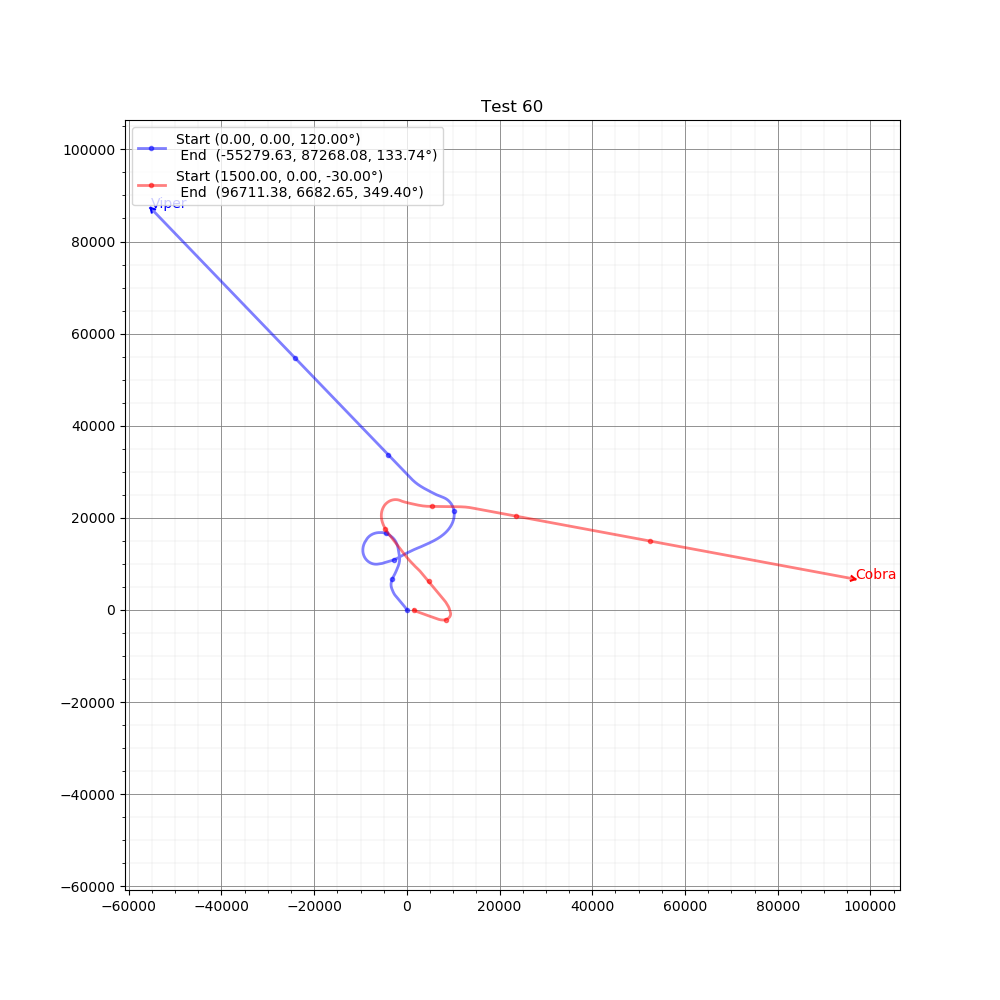 Test 60
Start (0.00, 0.00, 120.00°)
End (-55279.63, 87268.08, 133.74°)
Start (1500.00, 0.00, -30.00°)
End (96711.38, 6682.65, 349.40°)
Viper
Cobra
100000
80000
60000
40000
20000
0
−20000
−40000
−60000
−60000 −40000 −20000 0 20000 40000 60000 80000 100000